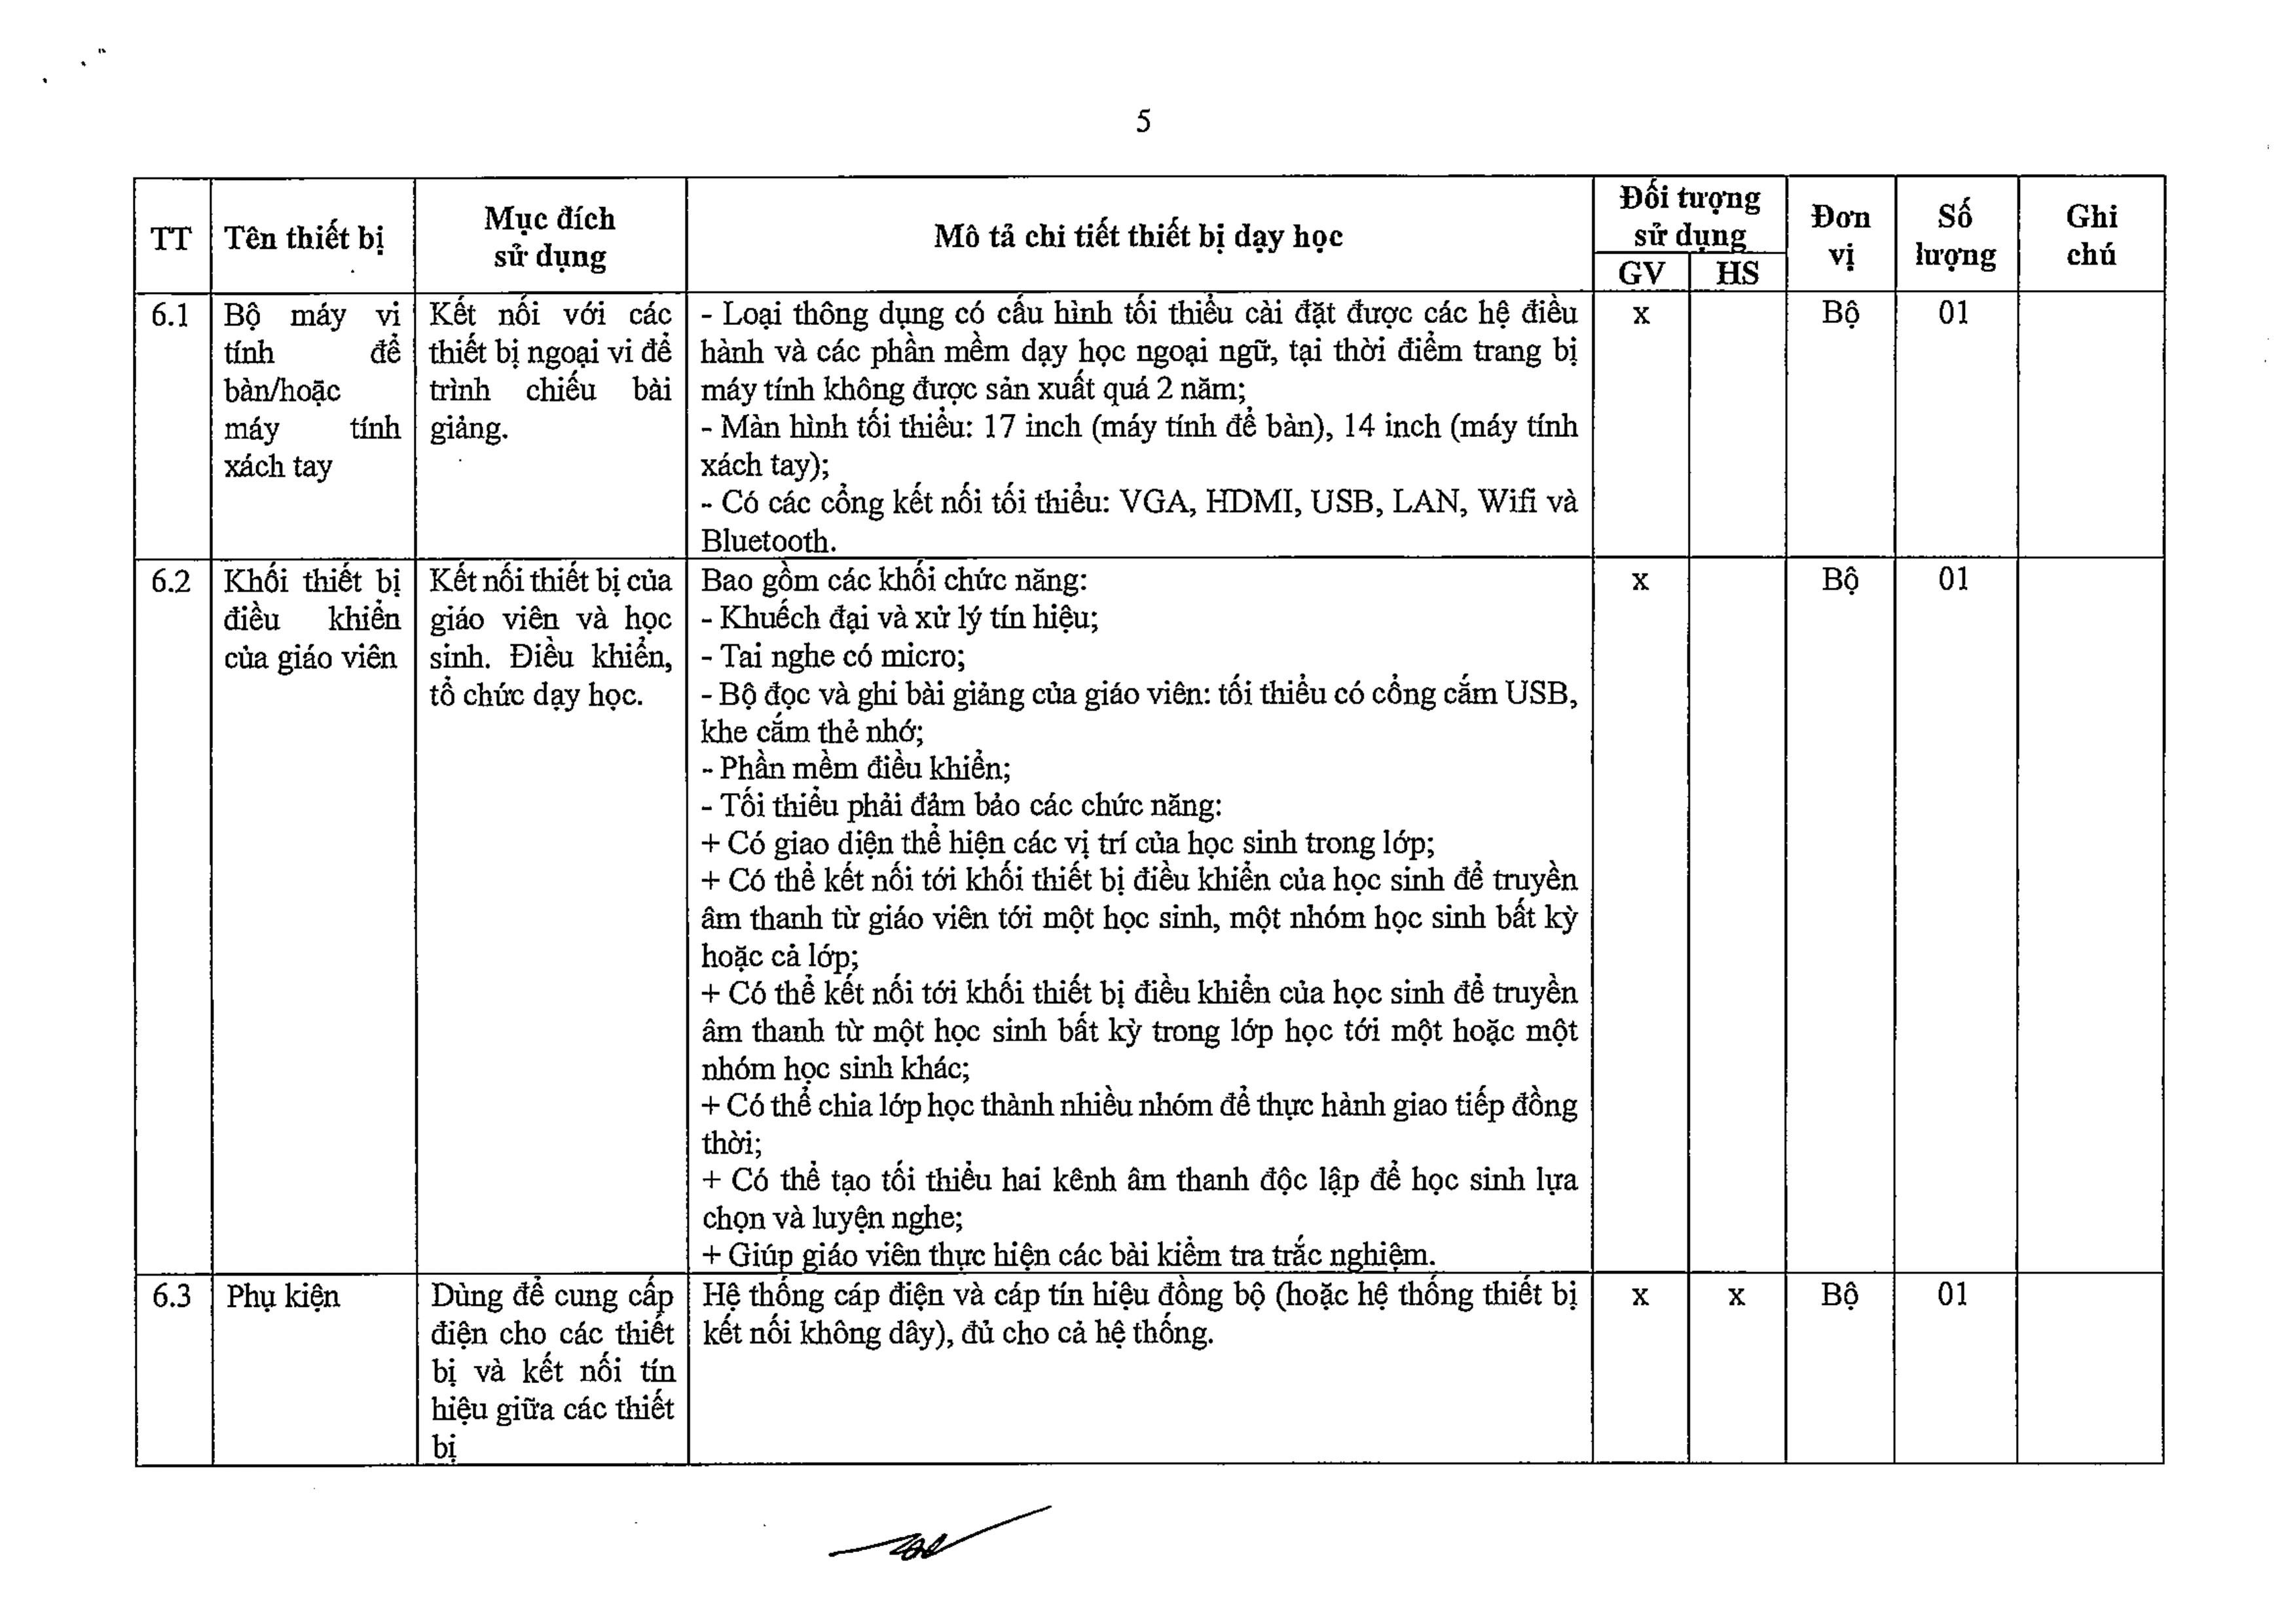 5
TT
Tên thiết bị
Mục đích
sử dụng
Mô tả chi tiết thiết bị dạy học
Đối tượng
sử dụng
GV
HS
Đơn
vị
Số
lượng
Ghi
chú
6.1
Bộ máy vi
tính để
bàn/hoặc
máy tính
xách tay
Kết nối với các
thiết bị ngoại vi để
trình chiếu bài
giảng.
- Loại thông dụng có cấu hình tối thiểu cài đặt được các hệ điều
hành và các phần mềm dạy học ngoại ngữ, tại thời điểm trang bị
máy tính không được sản xuất quá 2 năm;
- Màn hình tối thiểu: 17 inch (máy tính để bàn), 14 inch (máy tính
xách tay);
- Có các cổng kết nối tối thiểu: VGA, HDMI, USB, LAN, Wifi và
Bluetooth.
x
Bộ
01
6.2
Khối thiết bị
điều khiển
của giáo viên
Kết nối thiết bị của
giáo viên và học
sinh. Điều khiển,
tổ chức dạy học.
Bao gồm các khối chức năng:
- Khuếch đại và xử lý tín hiệu;
- Tai nghe có micro;
- Bộ đọc và ghi bài giảng của giáo viên: tối thiểu có cổng cắm USB,
khe cắm thẻ nhớ;
- Phần mềm điều khiển;
- Tối thiểu phải đảm bảo các chức năng:
+ Có giao diện thể hiện các vị trí của học sinh trong lớp;
+ Có thể kết nối tới khối thiết bị điều khiển của học sinh để truyền
âm thanh từ giáo viên tới một học sinh, một nhóm học sinh bất kỳ
hoặc cả lớp;
+ Có thể kết nối tới khối thiết bị điều khiển của học sinh để truyền
âm thanh từ một học sinh bất kỳ trong lớp học tới một hoặc một
nhóm học sinh khác;
+ Có thể chia lớp học thành nhiều nhóm để thực hành giao tiếp đồng
thời;
+ Có thể tạo tối thiểu hai kênh âm thanh độc lập để học sinh lựa
chọn và luyện nghe;
+ Giúp giáo viên thực hiện các bài kiểm tra trắc nghiệm.
x
Bộ
01
6.3
Phụ kiện
Dùng để cung cấp
điện cho các thiết
bị và kết nối tín
hiệu giữa các thiết
bị
Hệ thống cáp điện và cáp tín hiệu đồng bộ (hoặc hệ thống thiết bị
kết nối không dây), đủ cho cả hệ thống.
x
x
Bộ
01